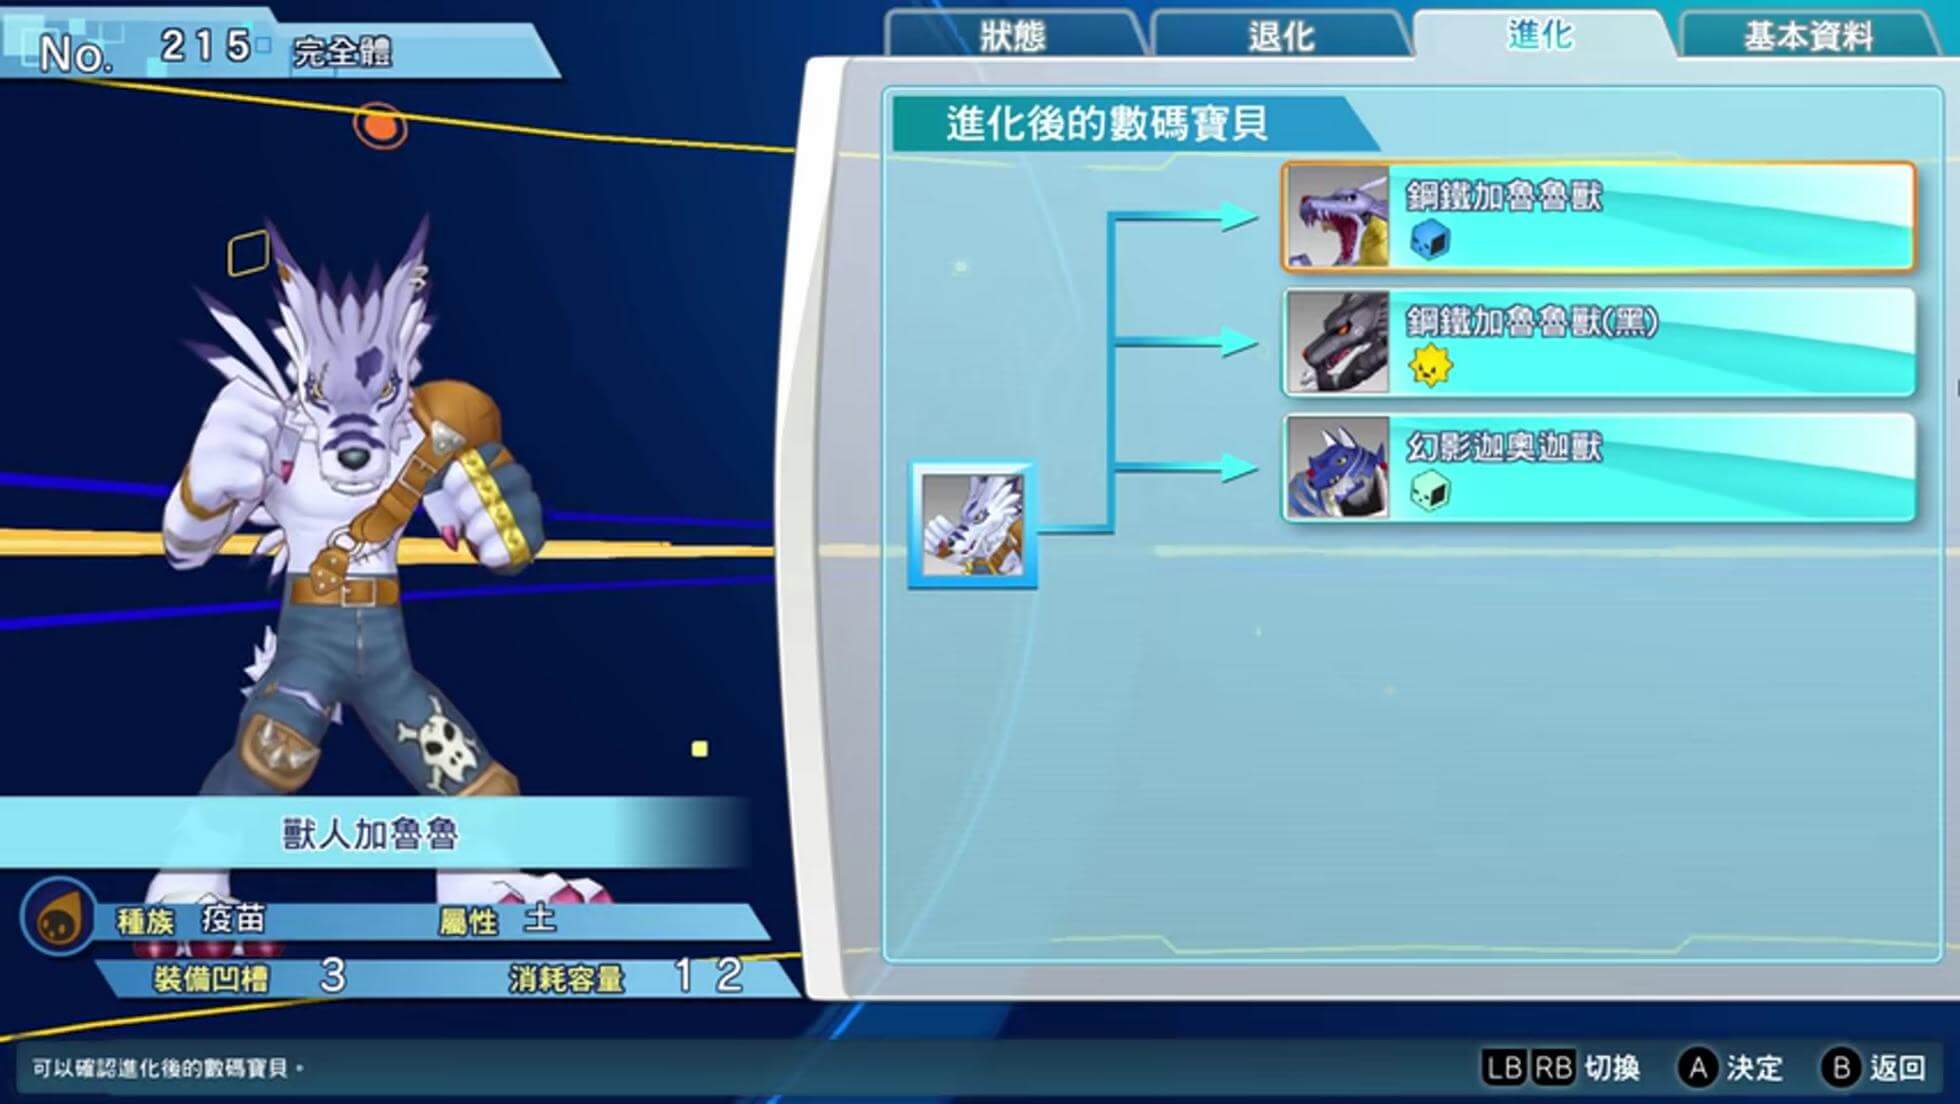 No. 215 完全體
狀態 退化 進化 基本資料
進化後的數碼寶貝
鋼鐵加魯魯獸
鋼鐵加魯魯獸(黑)
幻影迦奧迦獸
獸人加魯魯
種族 疫苗 屬性 土
裝備凹槽 3 消耗容量 12
可以確認進化後的數碼寶貝。
LB RB 切換 A 決定 B 返回